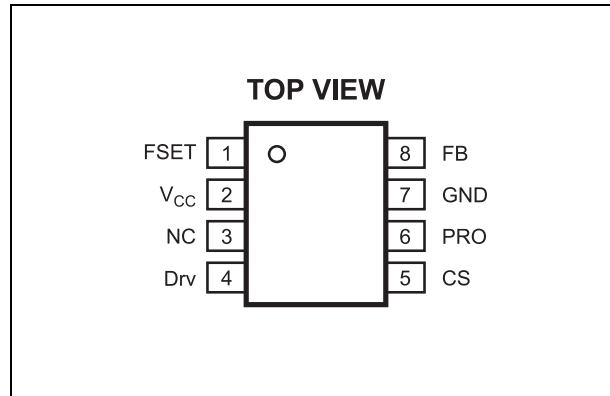 TOP VIEW
FSET 1 8 FB
VCC 2 7 GND
NC 3 6 PRO
Drv 4 5 CS